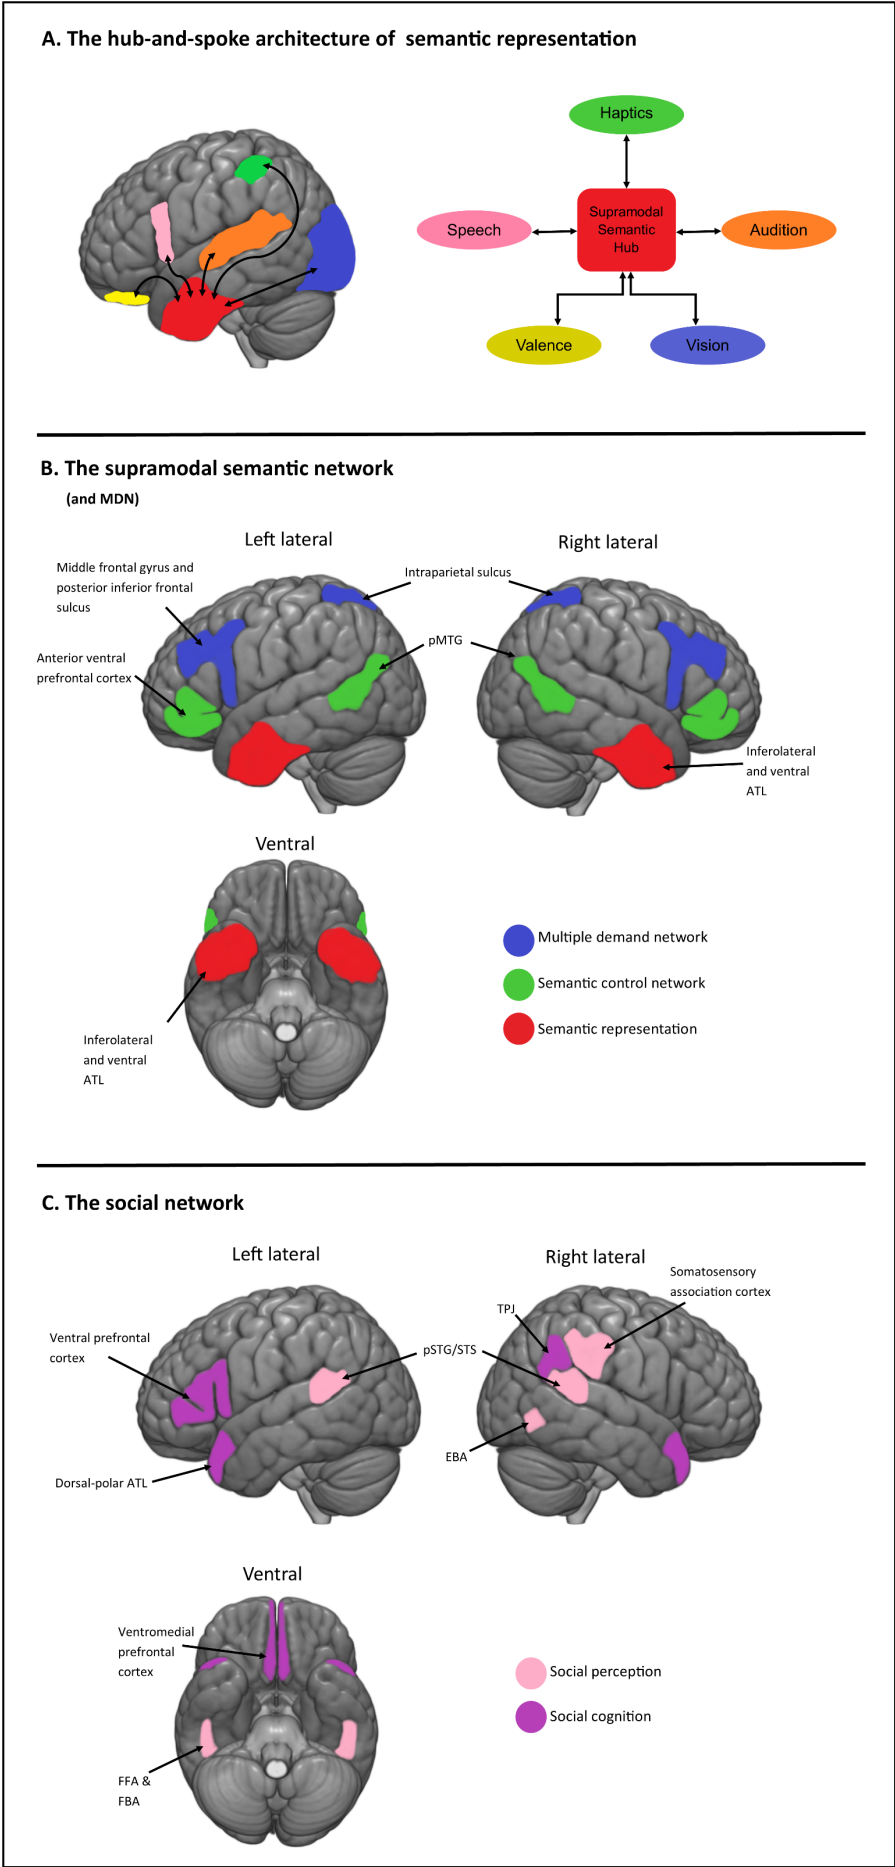 A. The hub-and-spoke architecture of semantic representation
Haptics
Speech
Supramodal
Semantic
Hub
Audition
Valence
Vision
B. The supramodal semantic network
(and MDN)
Left lateral
Right lateral
Middle frontal gyrus and
posterior inferior frontal
sulcus
Intraparietal sulcus
Anterior ventral
prefrontal cortex
pMTG
Inferolateral
and ventral
ATL
Ventral
Inferolateral
and ventral
ATL
Multiple demand network
Semantic control network
Semantic representation
C. The social network
Left lateral
Right lateral
Somatosensory
association cortex
TPJ
Ventral prefrontal
cortex
pSTG/STS
EBA
Dorsal-polar ATL
Ventral
Ventromedial
prefrontal
cortex
FFA &
FBA
Social perception
Social cognition